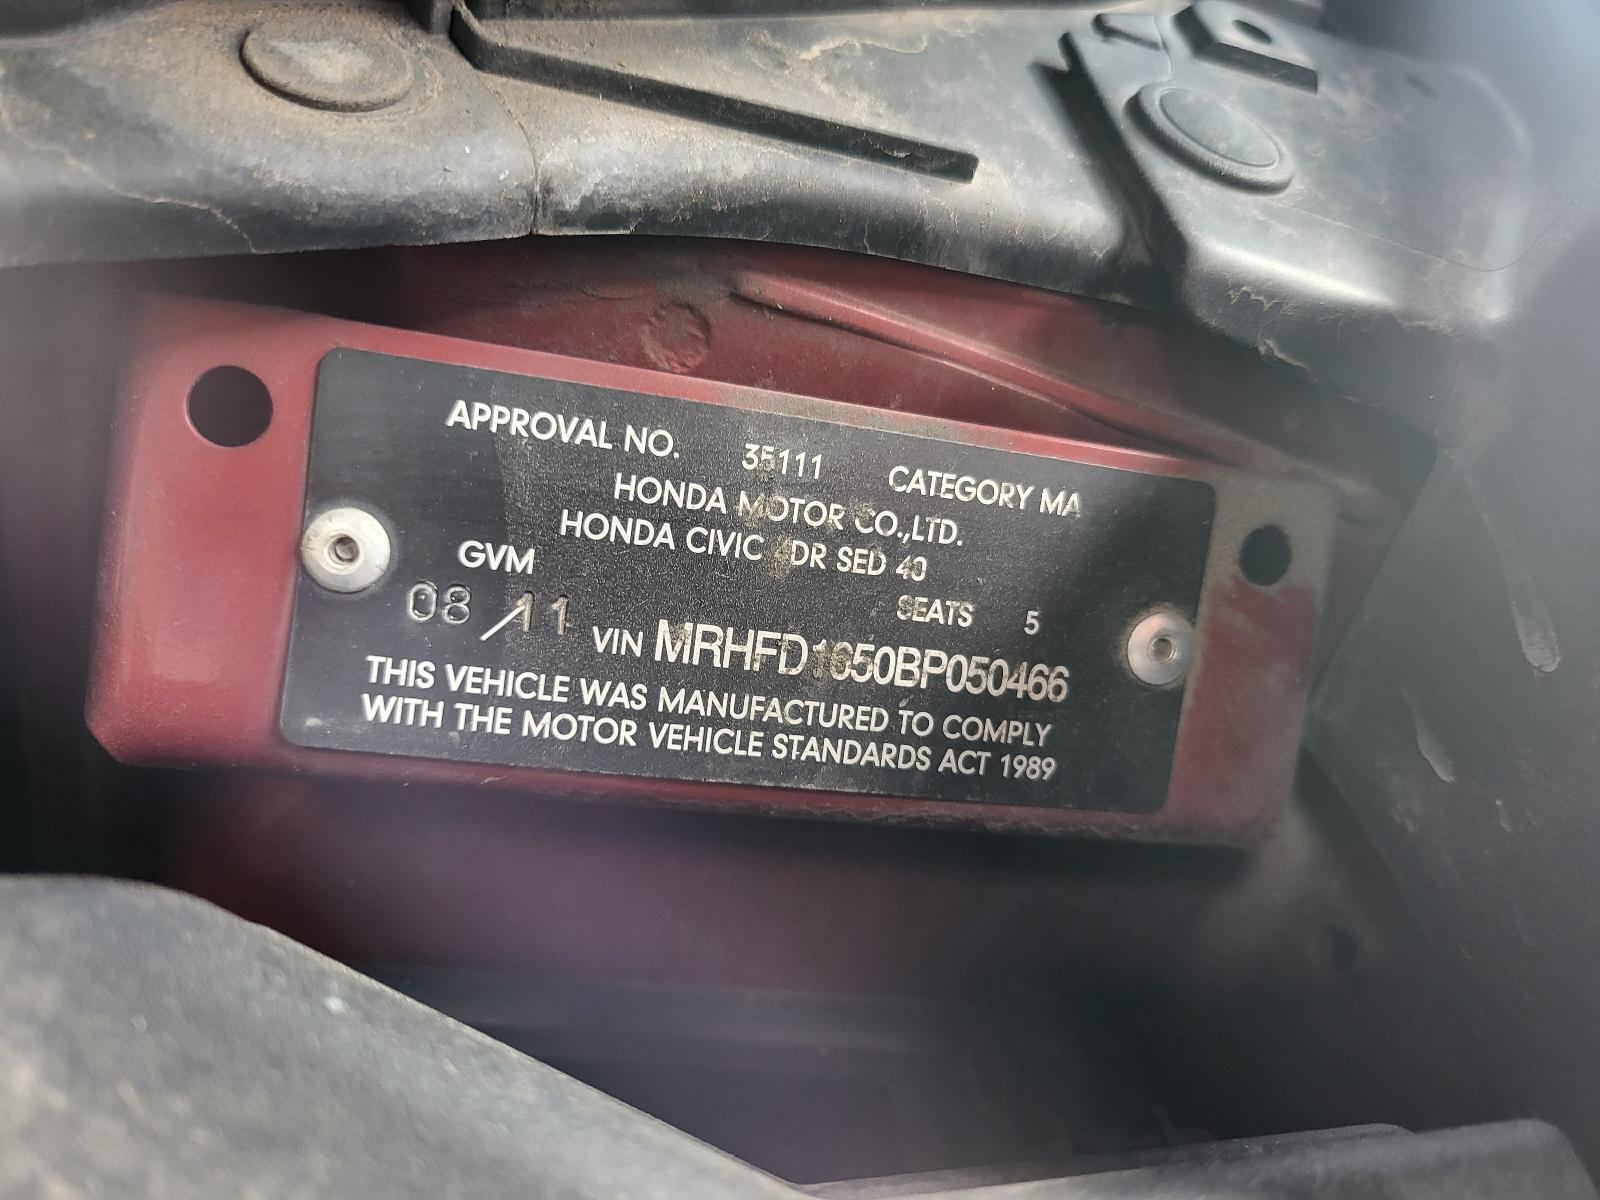 APPROVAL NO. 35111 CATEGORY MA
HONDA MOTOR CO.,LTD.
HONDA CIVIC 4DR SED 40
GVM
SEATS 5
08/11
VIN MRHFD1650BP050466
THIS VEHICLE WAS MANUFACTURED TO COMPLY
WITH THE MOTOR VEHICLE STANDARDS ACT 1989